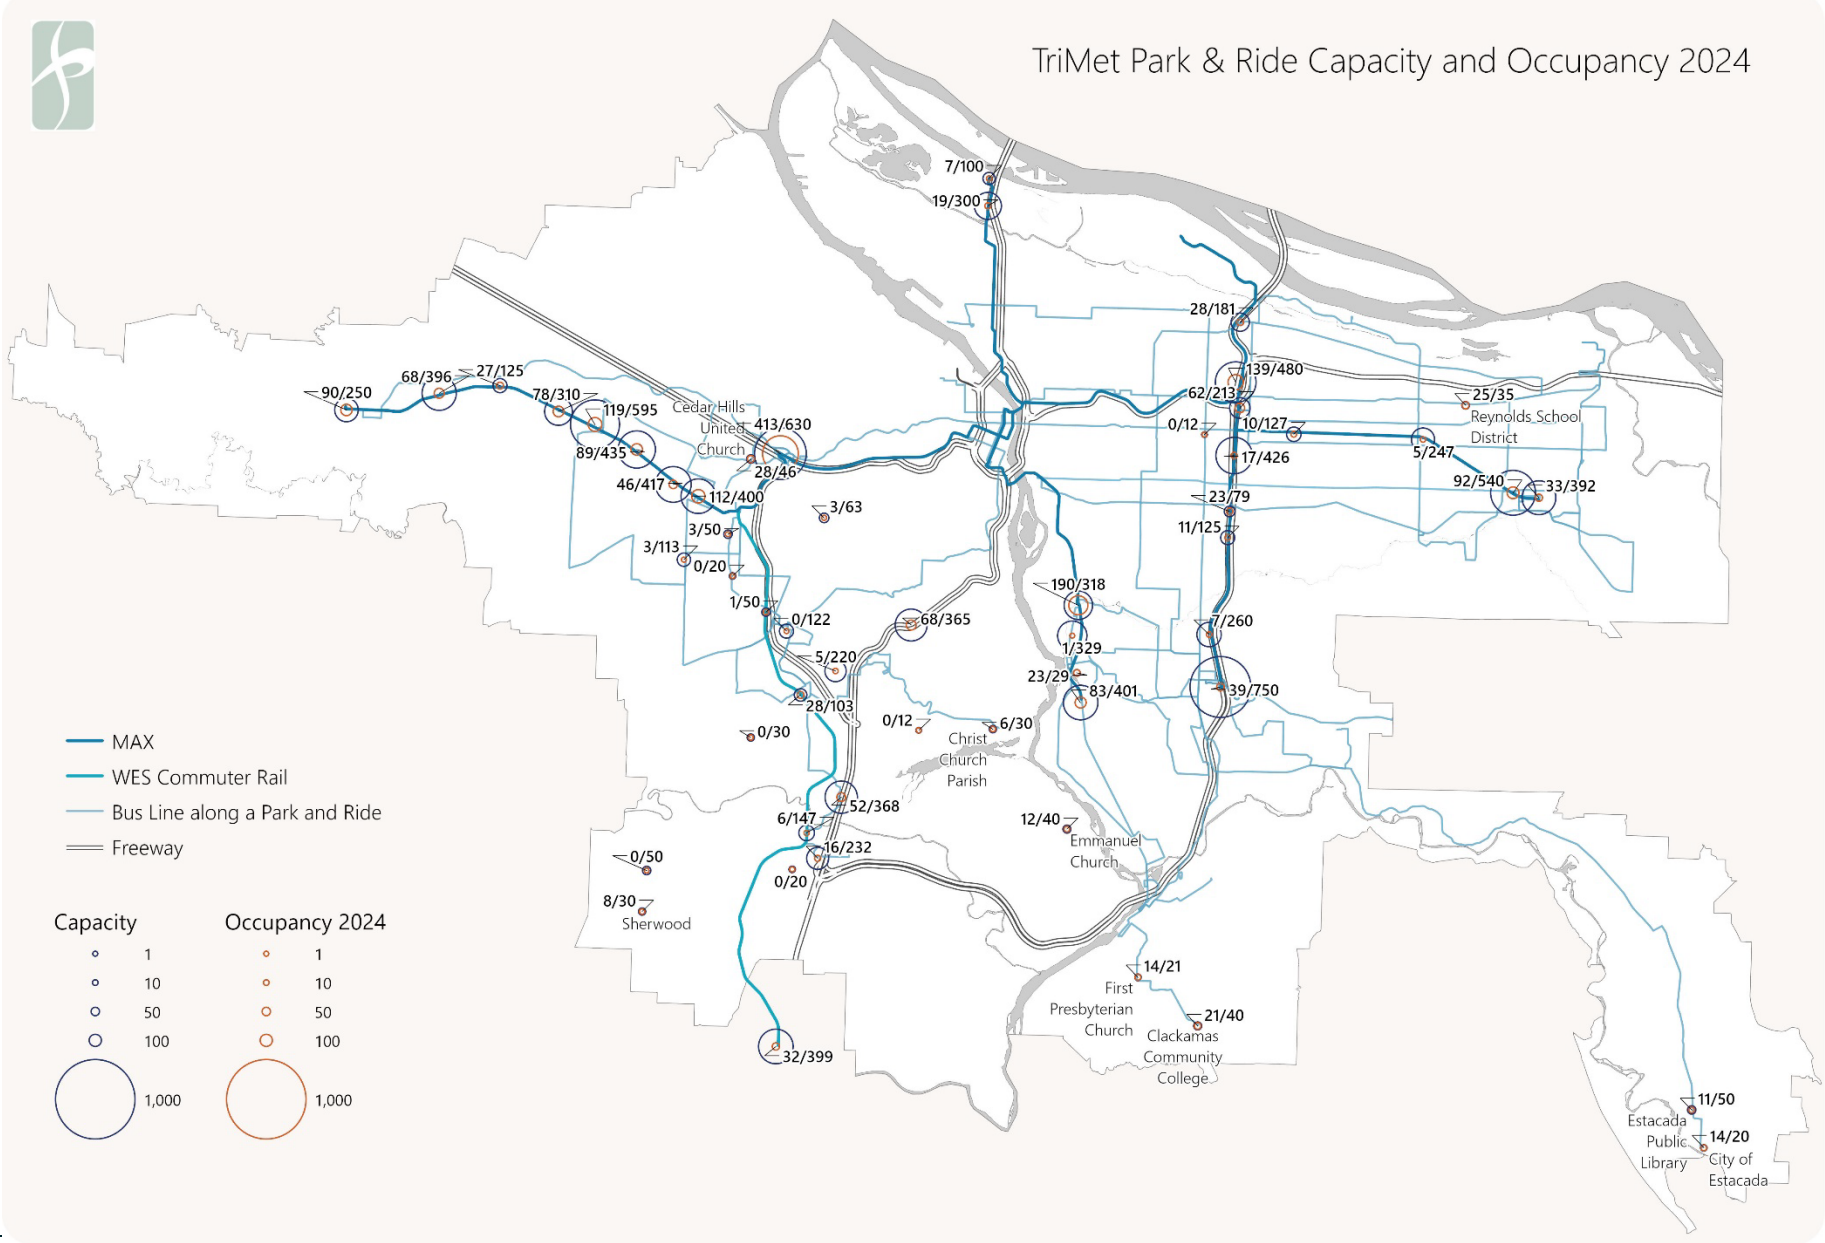 TriMet Park & Ride Capacity and Occupancy 2024
7/100
19/300
28/181
139/480
62/213
0/12
10/127
25/35
Reynolds School
District
5/247
17/426
92/540
33/392
23/79
11/125
90/250
68/396
27/125
78/310
119/595
89/435
46/417
112/400
Cedar Hills
United
Church
413/630
28/46
3/63
3/50
3/113
0/20
1/50
0/122
68/365
5/220
28/103
0/30
190/318
1/329
23/29
83/401
7/260
39/750
0/12
6/30
Christ
Church
Parish
52/368
6/147
16/232
0/20
12/40
Emmanuel
Church
0/50
8/30
Sherwood
32/399
14/21
First
Presbyterian
Church
21/40
Clackamas
Community
College
11/50
Estacada
Public
Library
14/20
City of
Estacada
MAX
WES Commuter Rail
Bus Line along a Park and Ride
Freeway
Capacity
1
10
50
100
1,000
Occupancy 2024
1
10
50
100
1,000